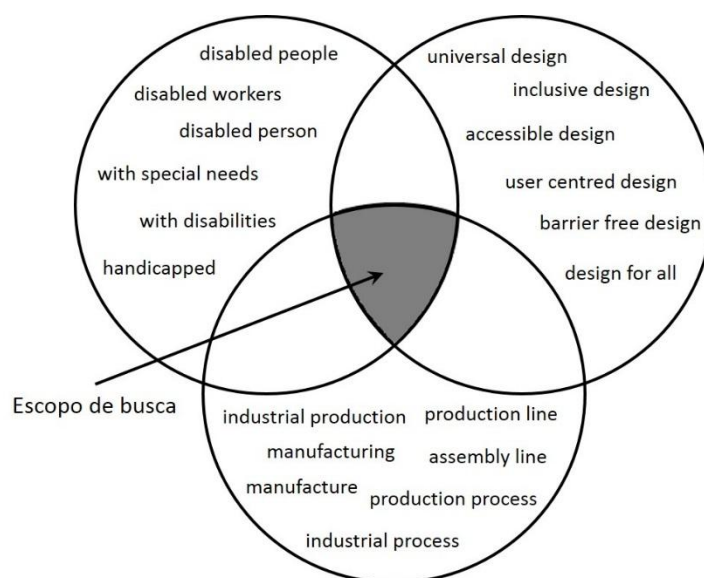 disabled people
disabled workers
disabled person
with special needs
with disabilities
handicapped
universal design
inclusive design
accessible design
user centred design
barrier free design
design for all
Escopo de busca
industrial production
production line
manufacturing
assembly line
manufacture
production process
industrial process